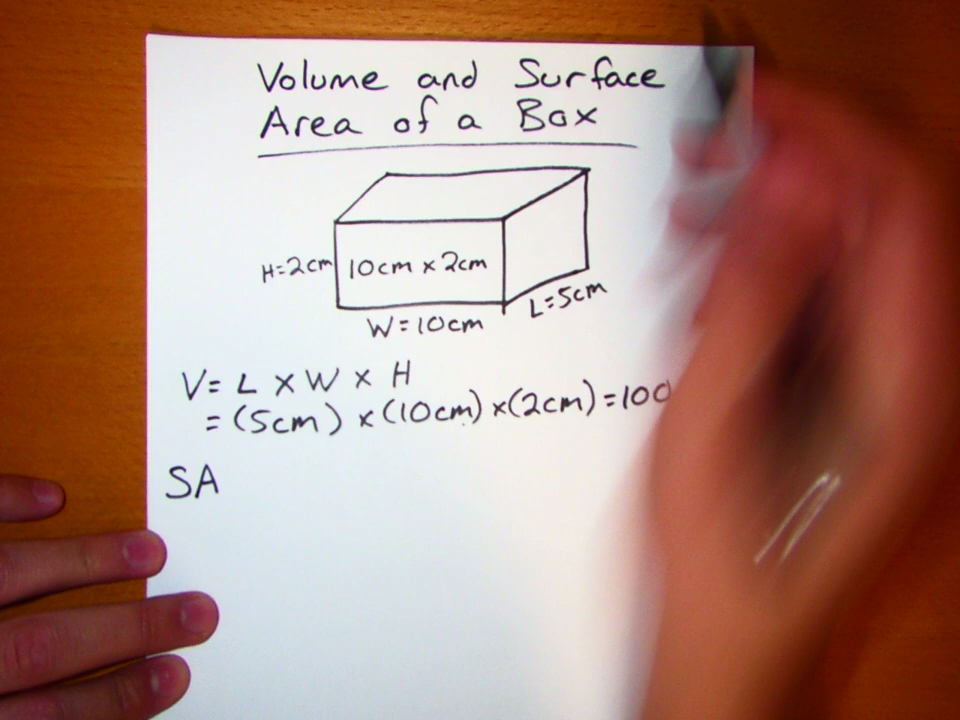 Volume and Surface
Area of a Box
H=2cm
10cm x 2cm
L=5cm
W=10cm
V= L x W x H
= (5cm) x (10cm) x (2cm) = 100
SA